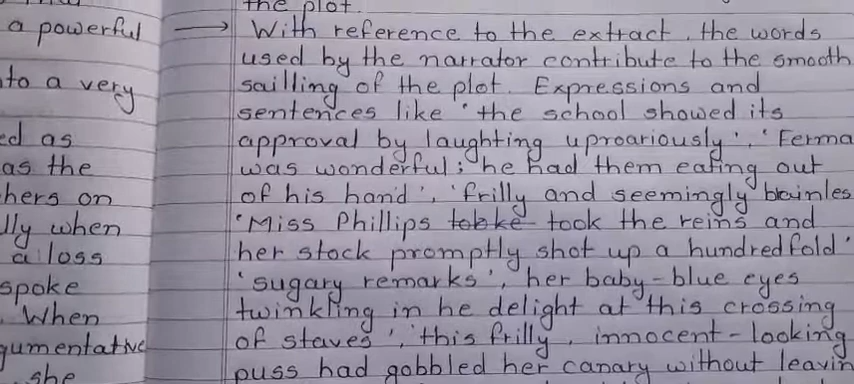 a powerful
to a very
ed as
as the
hers on
lly when
a loss
spoke
. When
gumentative
she
the plot.
→ With reference to the extract, the words
used by the narrator contribute to the smooth
sailling of the plot. Expressions and
sentences like 'the school showed its
approval by laughting uproariously', 'Ferma
was wonderful; he had them eating out
of his hand', 'frilly and seemingly brainles
'Miss Phillips tooke took the reins and
her stock promptly shot up a hundredfold'
'sugary remarks', her baby-blue eyes
twinkling in he delight at this crossing
of staves', 'this frilly, innocent-looking
puss had gobbled her canary without leavin